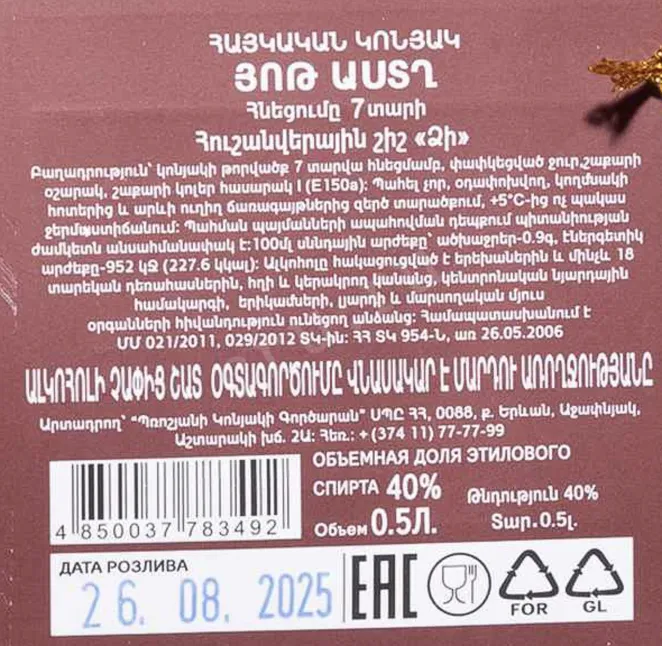 ՀԱՅԿԱԿԱՆ ԿՈՆՅԱԿ
ՅՈԹ ԱՍՏՂ
Հնեցումը 7 տարի
Հուշանվերային շիշ «Ձի»
Բաղադրություն՝ կոնյակի թորվածք 7 տարվա հնեցմամբ, փափկեցված ջուր,շաքարի
օշարակ, շաքարի կոլեր հասարակ I (E150a): Պահել չոր, օդափոխվող, կողմնակի
հոտերից և արևի ուղիղ ճառագայթներից զերծ տարածքում, +5°C-ից ոչ պակաս
ջերմաստիճանում: Պահման պայմանների ապահովման դեպքում պիտանիության
ժամկետն անսահմանափակ է:100մլ սննդային արժեքը՝ ածխաջրեր-0.9գ, էներգետիկ
արժեքը-952 կՋ (227.6 կկալ): Ալկոհոլը հակացուցված է երեխաներին և մինչև 18
տարեկան դեռահասներին, հղի և կերակրող կանանց, կենտրոնական նյարդային
համակարգի, երիկամների, լյարդի և մարսողական մյուս
օրգանների հիվանդություն ունեցող անձանց: Համապատասխանում է
ՄՄ 021/2011, 029/2012 ՏԿ-ին: ՀՀ ՏԿ 954-Ն, առ 26.05.2006
ԱԼԿՈՀՈԼԻ ՉԱՓԻՑ ՇԱՏ ՕԳՏԱԳՈՐԾՈՒՄԸ ՎՆԱՍԱԿԱՐ Է ՄԱՐԴՈՒ ԱՌՈՂՋՈՒԹՅԱՆԸ
Արտադրող՝ "Պռոշյանի Կոնյակի Գործարան" ՍՊԸ ՀՀ, 0088, ք. Երևան, Աջափնյակ,
Աշտարակի խճ. 2Ա: Հեռ.: + (374 11) 77-77-99
ОБЪЕМНАЯ ДОЛЯ ЭТИЛОВОГО
СПИРТА 40% Թնդություն 40%
Объем 0.5Л. Տար. 0.5լ.
4 850037 783492
ДАТА РОЗЛИВА
26. 08. 2025
EAC
FOR
GL